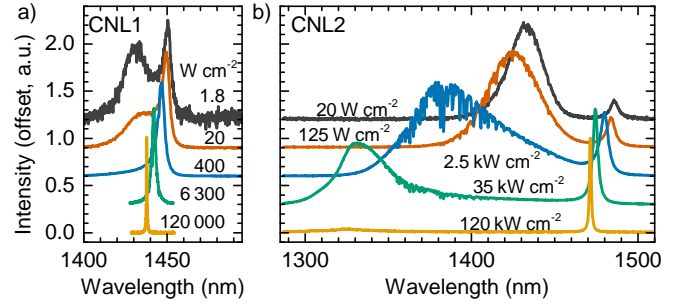 a)
CNL1
Intensity (offset, a.u.)
2.0
1.5
1.0
0.5
0.0
W cm⁻²
1.8
20
400
6 300
120 000
1400
1450
Wavelength (nm)
b)
CNL2
20 W cm⁻²
125 W cm⁻²
2.5 kW cm⁻²
35 kW cm⁻²
120 kW cm⁻²
1300
1400
1500
Wavelength (nm)